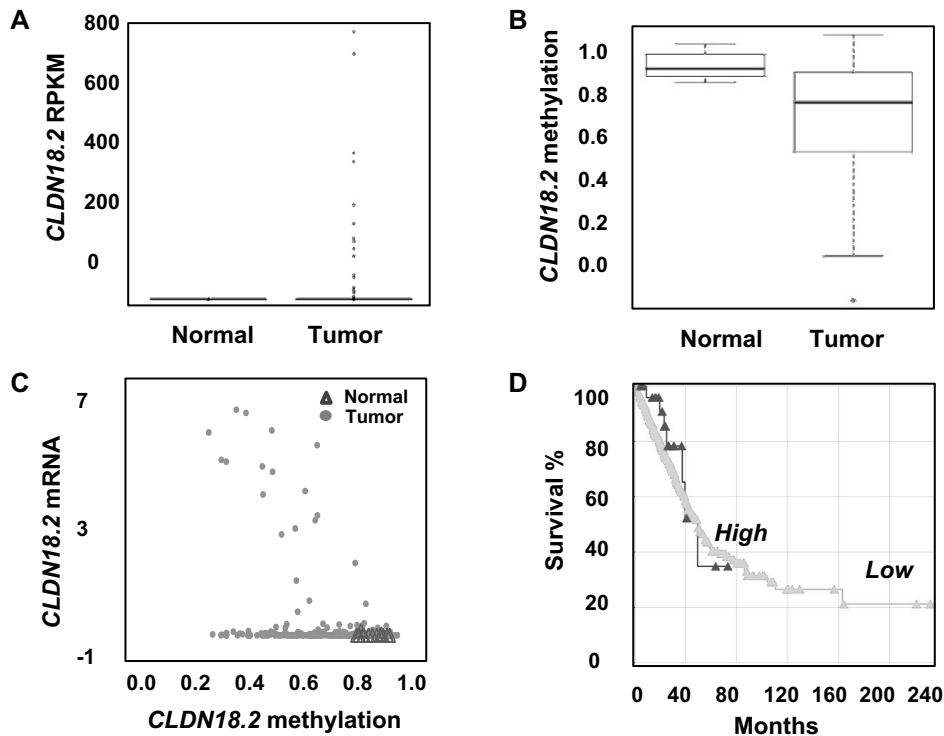 A
CLDN18.2 RPKM
800
600
400
200
0
Normal Tumor
B
CLDN18.2 methylation
1.0
0.8
0.6
0.4
0.2
0.0
Normal Tumor
C
CLDN18.2 mRNA
7
3
-1
Normal
Tumor
0.0 0.2 0.4 0.6 0.8 1.0
CLDN18.2 methylation
D
Survival %
100
80
60
40
20
0
High
Low
0 40 80 120 160 200 240
Months